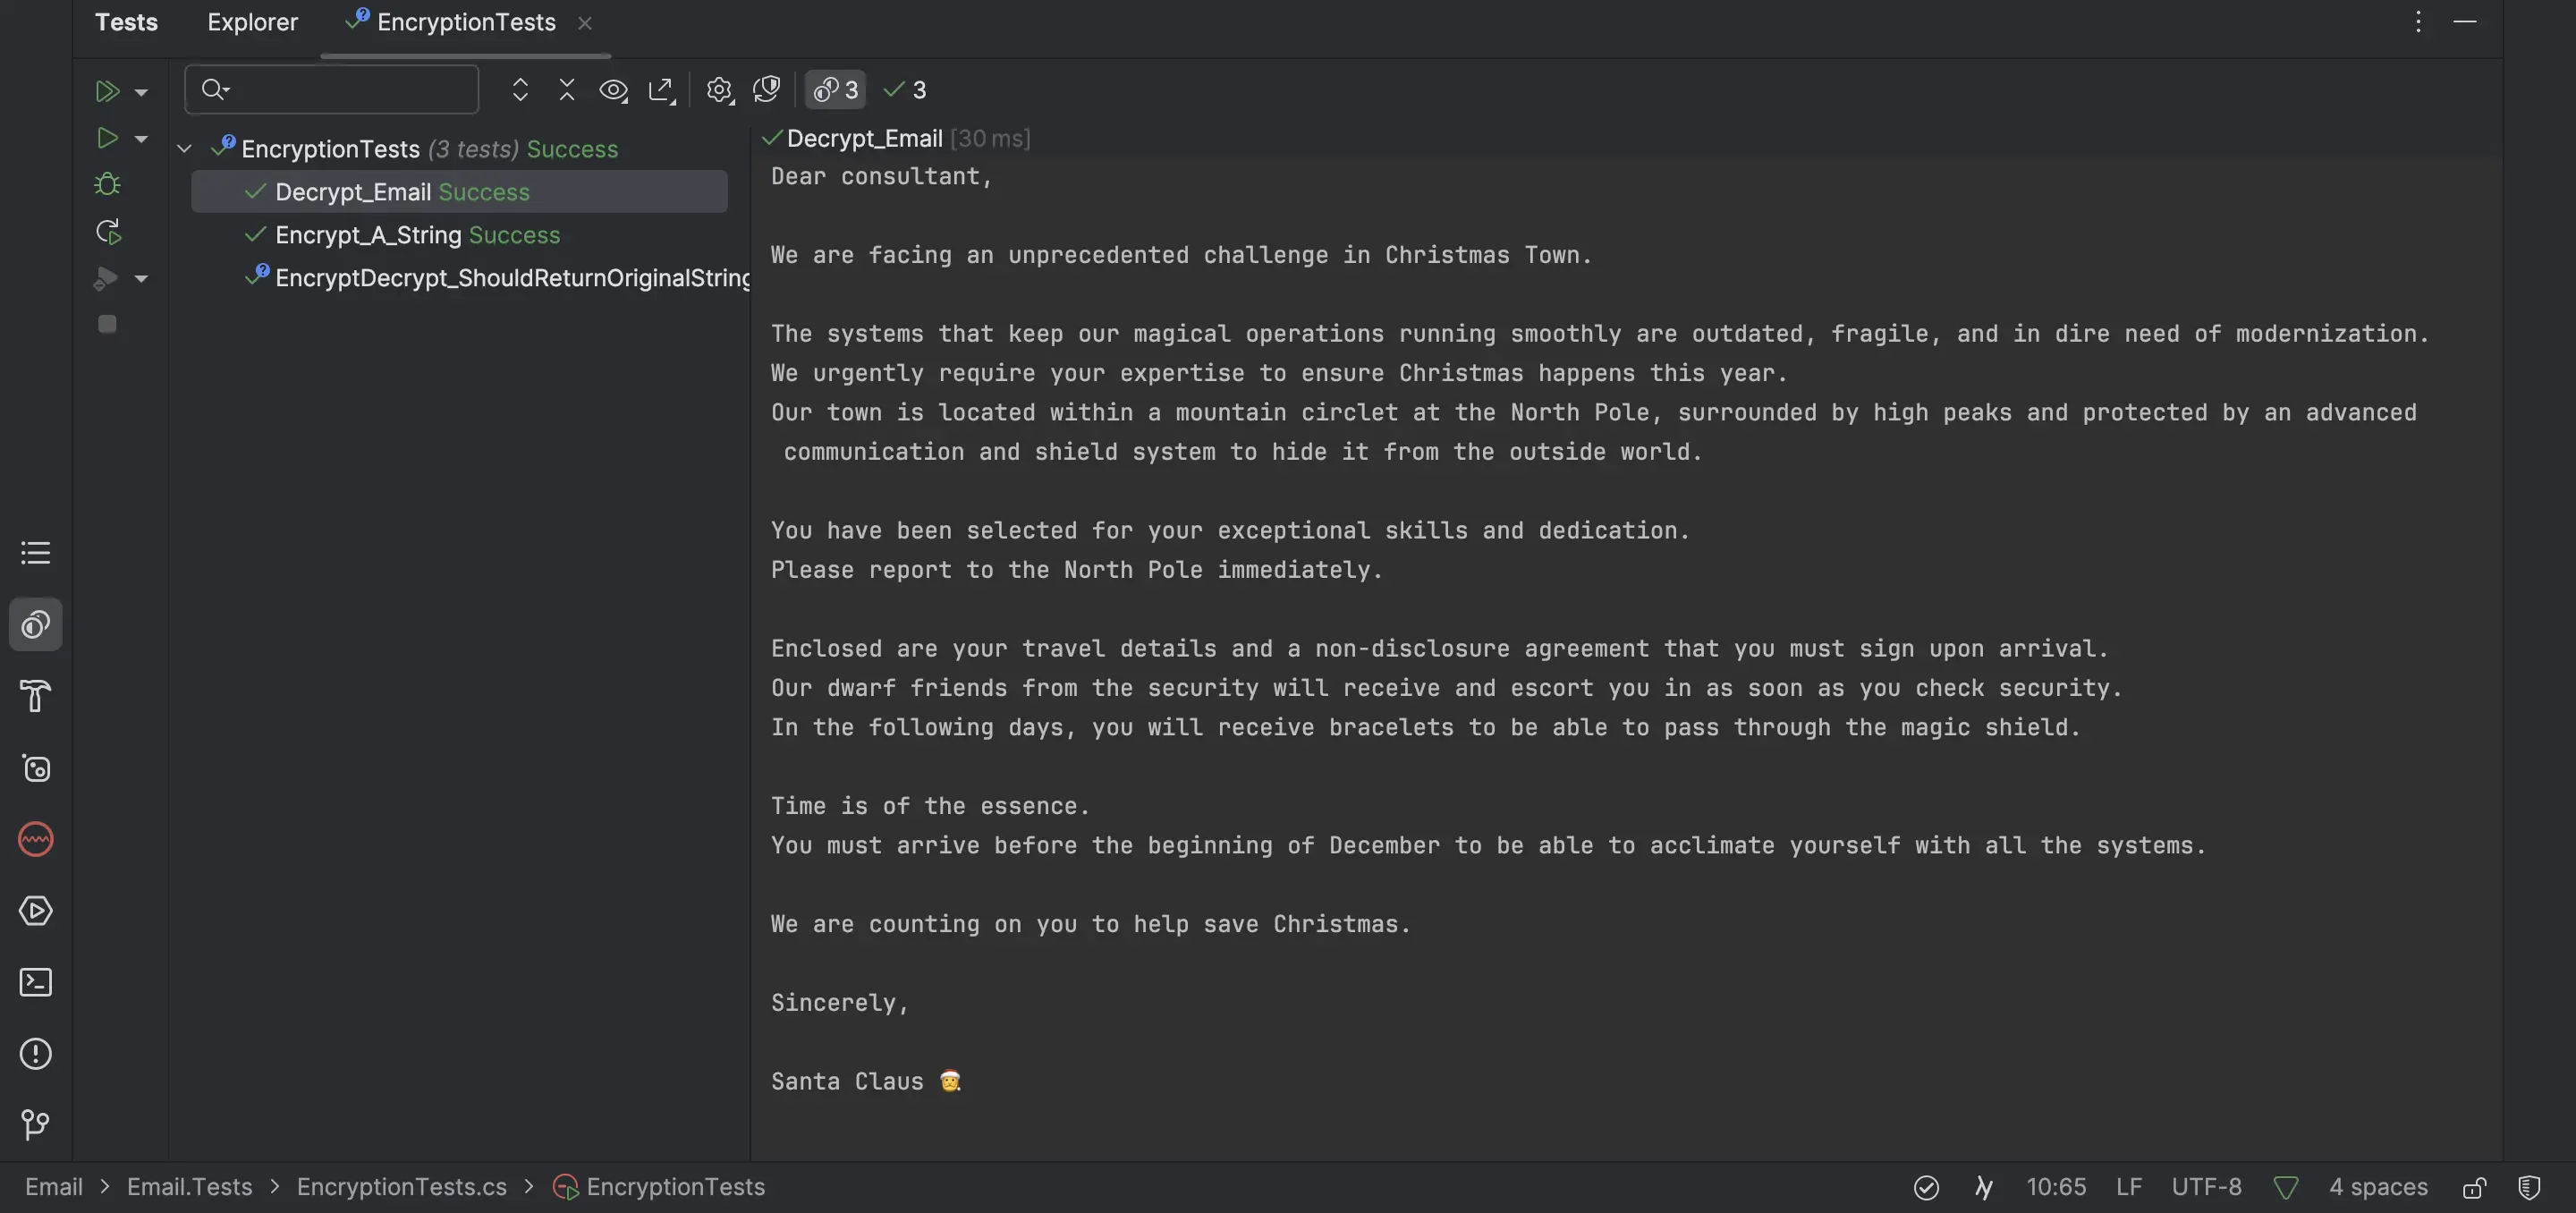 Tests Explorer EncryptionTests
3 3
EncryptionTests (3 tests) Success
Decrypt_Email Success
Encrypt_A_String Success
EncryptDecrypt_ShouldReturnOriginalString
Decrypt_Email [30 ms]
Dear consultant,
We are facing an unprecedented challenge in Christmas Town.
The systems that keep our magical operations running smoothly are outdated, fragile, and in dire need of modernization.
We urgently require your expertise to ensure Christmas happens this year.
Our town is located within a mountain circlet at the North Pole, surrounded by high peaks and protected by an advanced
communication and shield system to hide it from the outside world.
You have been selected for your exceptional skills and dedication.
Please report to the North Pole immediately.
Enclosed are your travel details and a non-disclosure agreement that you must sign upon arrival.
Our dwarf friends from the security will receive and escort you in as soon as you check security.
In the following days, you will receive bracelets to be able to pass through the magic shield.
Time is of the essence.
You must arrive before the beginning of December to be able to acclimate yourself with all the systems.
We are counting on you to help save Christmas.
Sincerely,
Santa Claus 🎅
Email > Email.Tests > EncryptionTests.cs > EncryptionTests
10:65 LF UTF-8 4 spaces